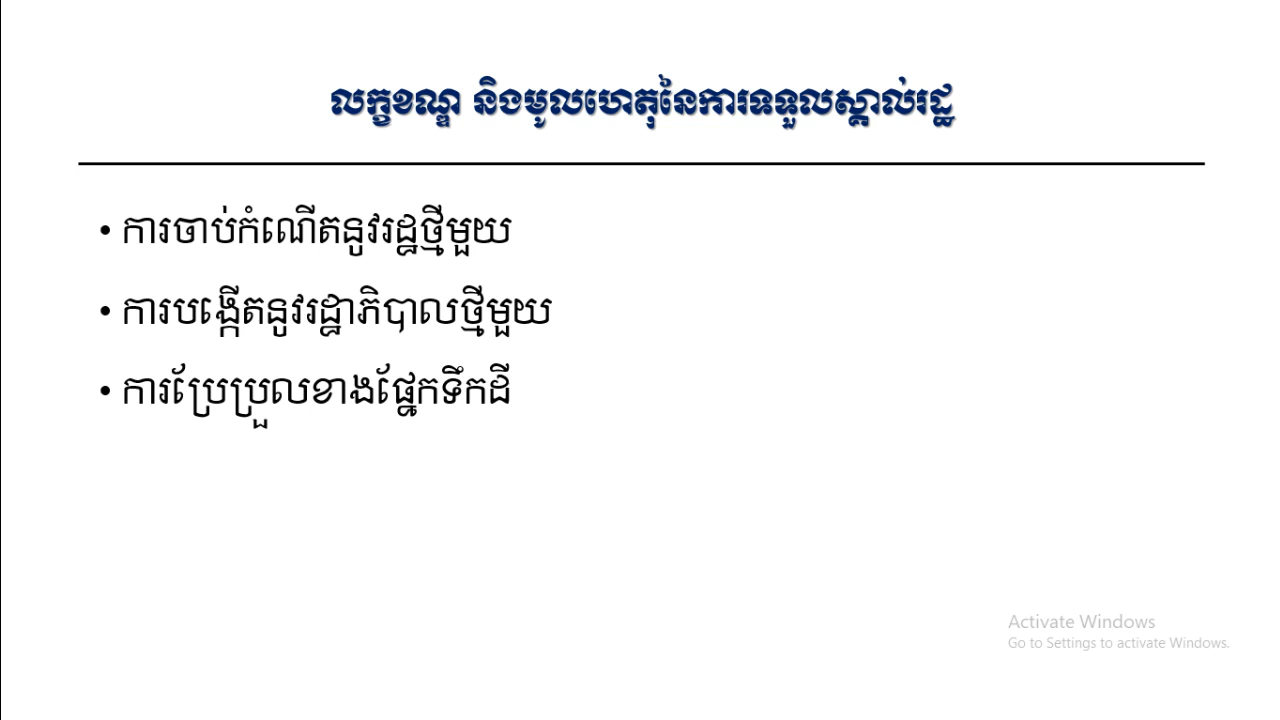 លក្ខខណ្ឌ និងមូលហេតុនៃការទទួលស្គាល់រដ្ឋ
• ការចាប់កំណើតនូវរដ្ឋថ្មីមួយ
• ការបង្កើតនូវរដ្ឋាភិបាលថ្មីមួយ
• ការប្រែប្រួលខាងផ្នែកទឹកដី
Activate Windows
Go to Settings to activate Windows.